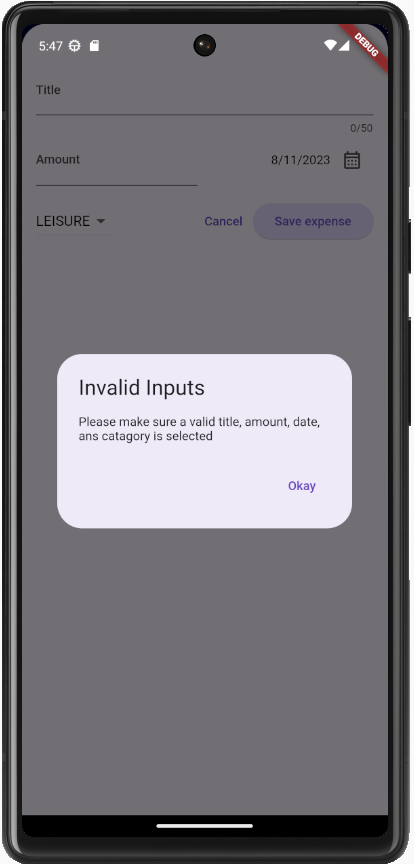 5:47
DEBUG
Title
0/50
Amount
8/11/2023
LEISURE
Cancel
Save expense
Invalid Inputs
Please make sure a valid title, amount, date,
ans catagory is selected
Okay